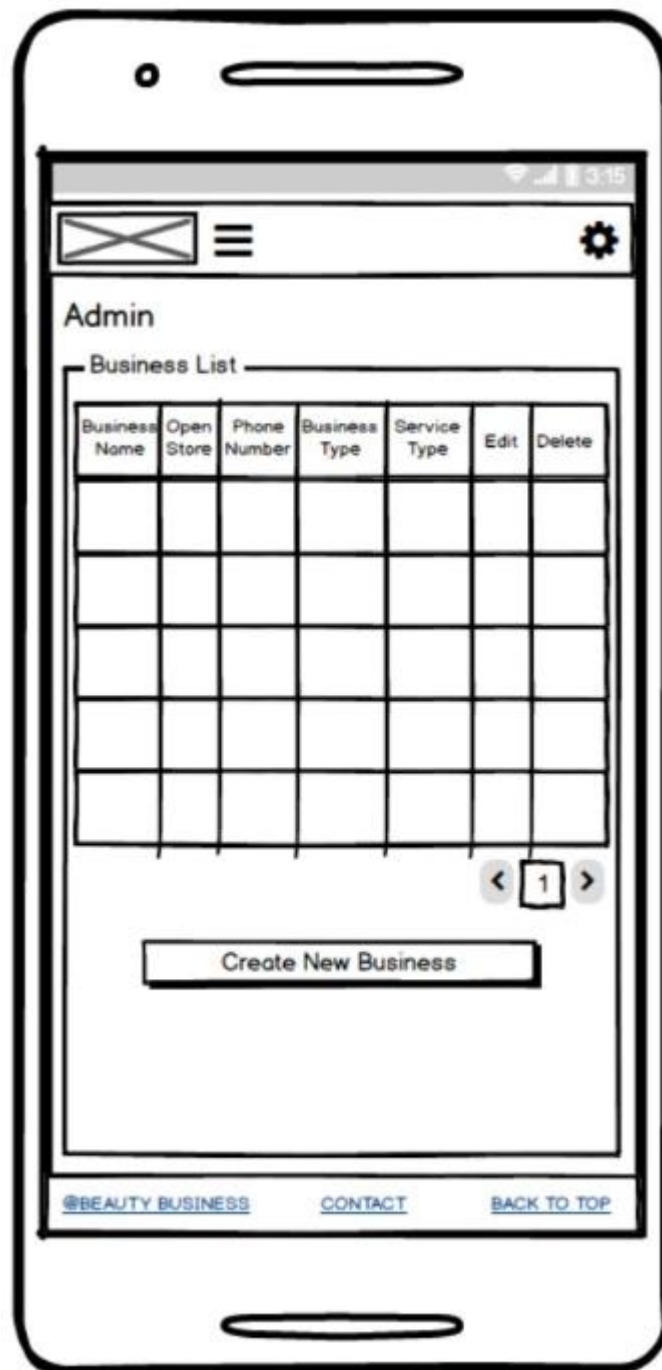 3:15
Admin
Business List
Business Open Phone Business Service Edit Delete
Name Store Number Type Type
1
Create New Business
@BEAUTY BUSINESS CONTACT BACK TO TOP